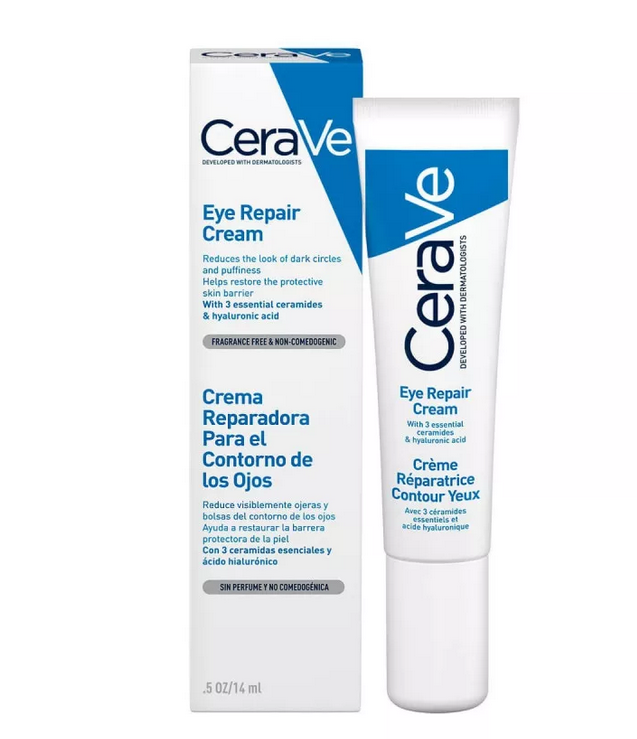 CeraVe
CeraVe
DEVELOPED WITH DERMATOLOGISTS
Eye Repair
Cream
Reduces the look of dark circles
and puffiness
Helps restore the protective
skin barrier
With 3 essential ceramides
& hyaluronic acid
FRAGRANCE FREE & NON-COMEDOGENIC
Crema
Reparadora
Para el
Contorno de
los Ojos
Reduce visiblemente ojeras y
bolsas del contorno de los ojos
Ayuda a restaurar la barrera
protectora de la piel
Con 3 ceramidas esenciales y
ácido hialurónico
SIN PERFUME Y NO COMEDOGÉNICA
.5 OZ/14 ml
CeraVe
DEVELOPED WITH DERMATOLOGISTS
Eye Repair
Cream
With 3 essential
ceramides
& hyaluronic acid
Crème
Réparatrice
Contour Yeux
Avec 3 céramides
essentiels et
acide hyaluronique